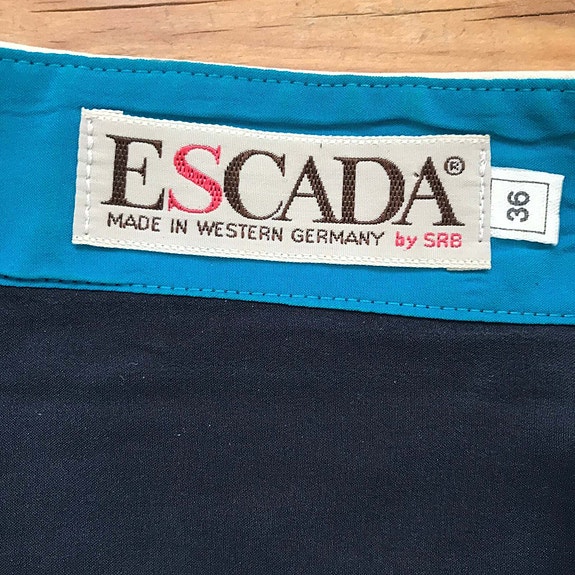 ESCADA®
MADE IN WESTERN GERMANY by SRB
36